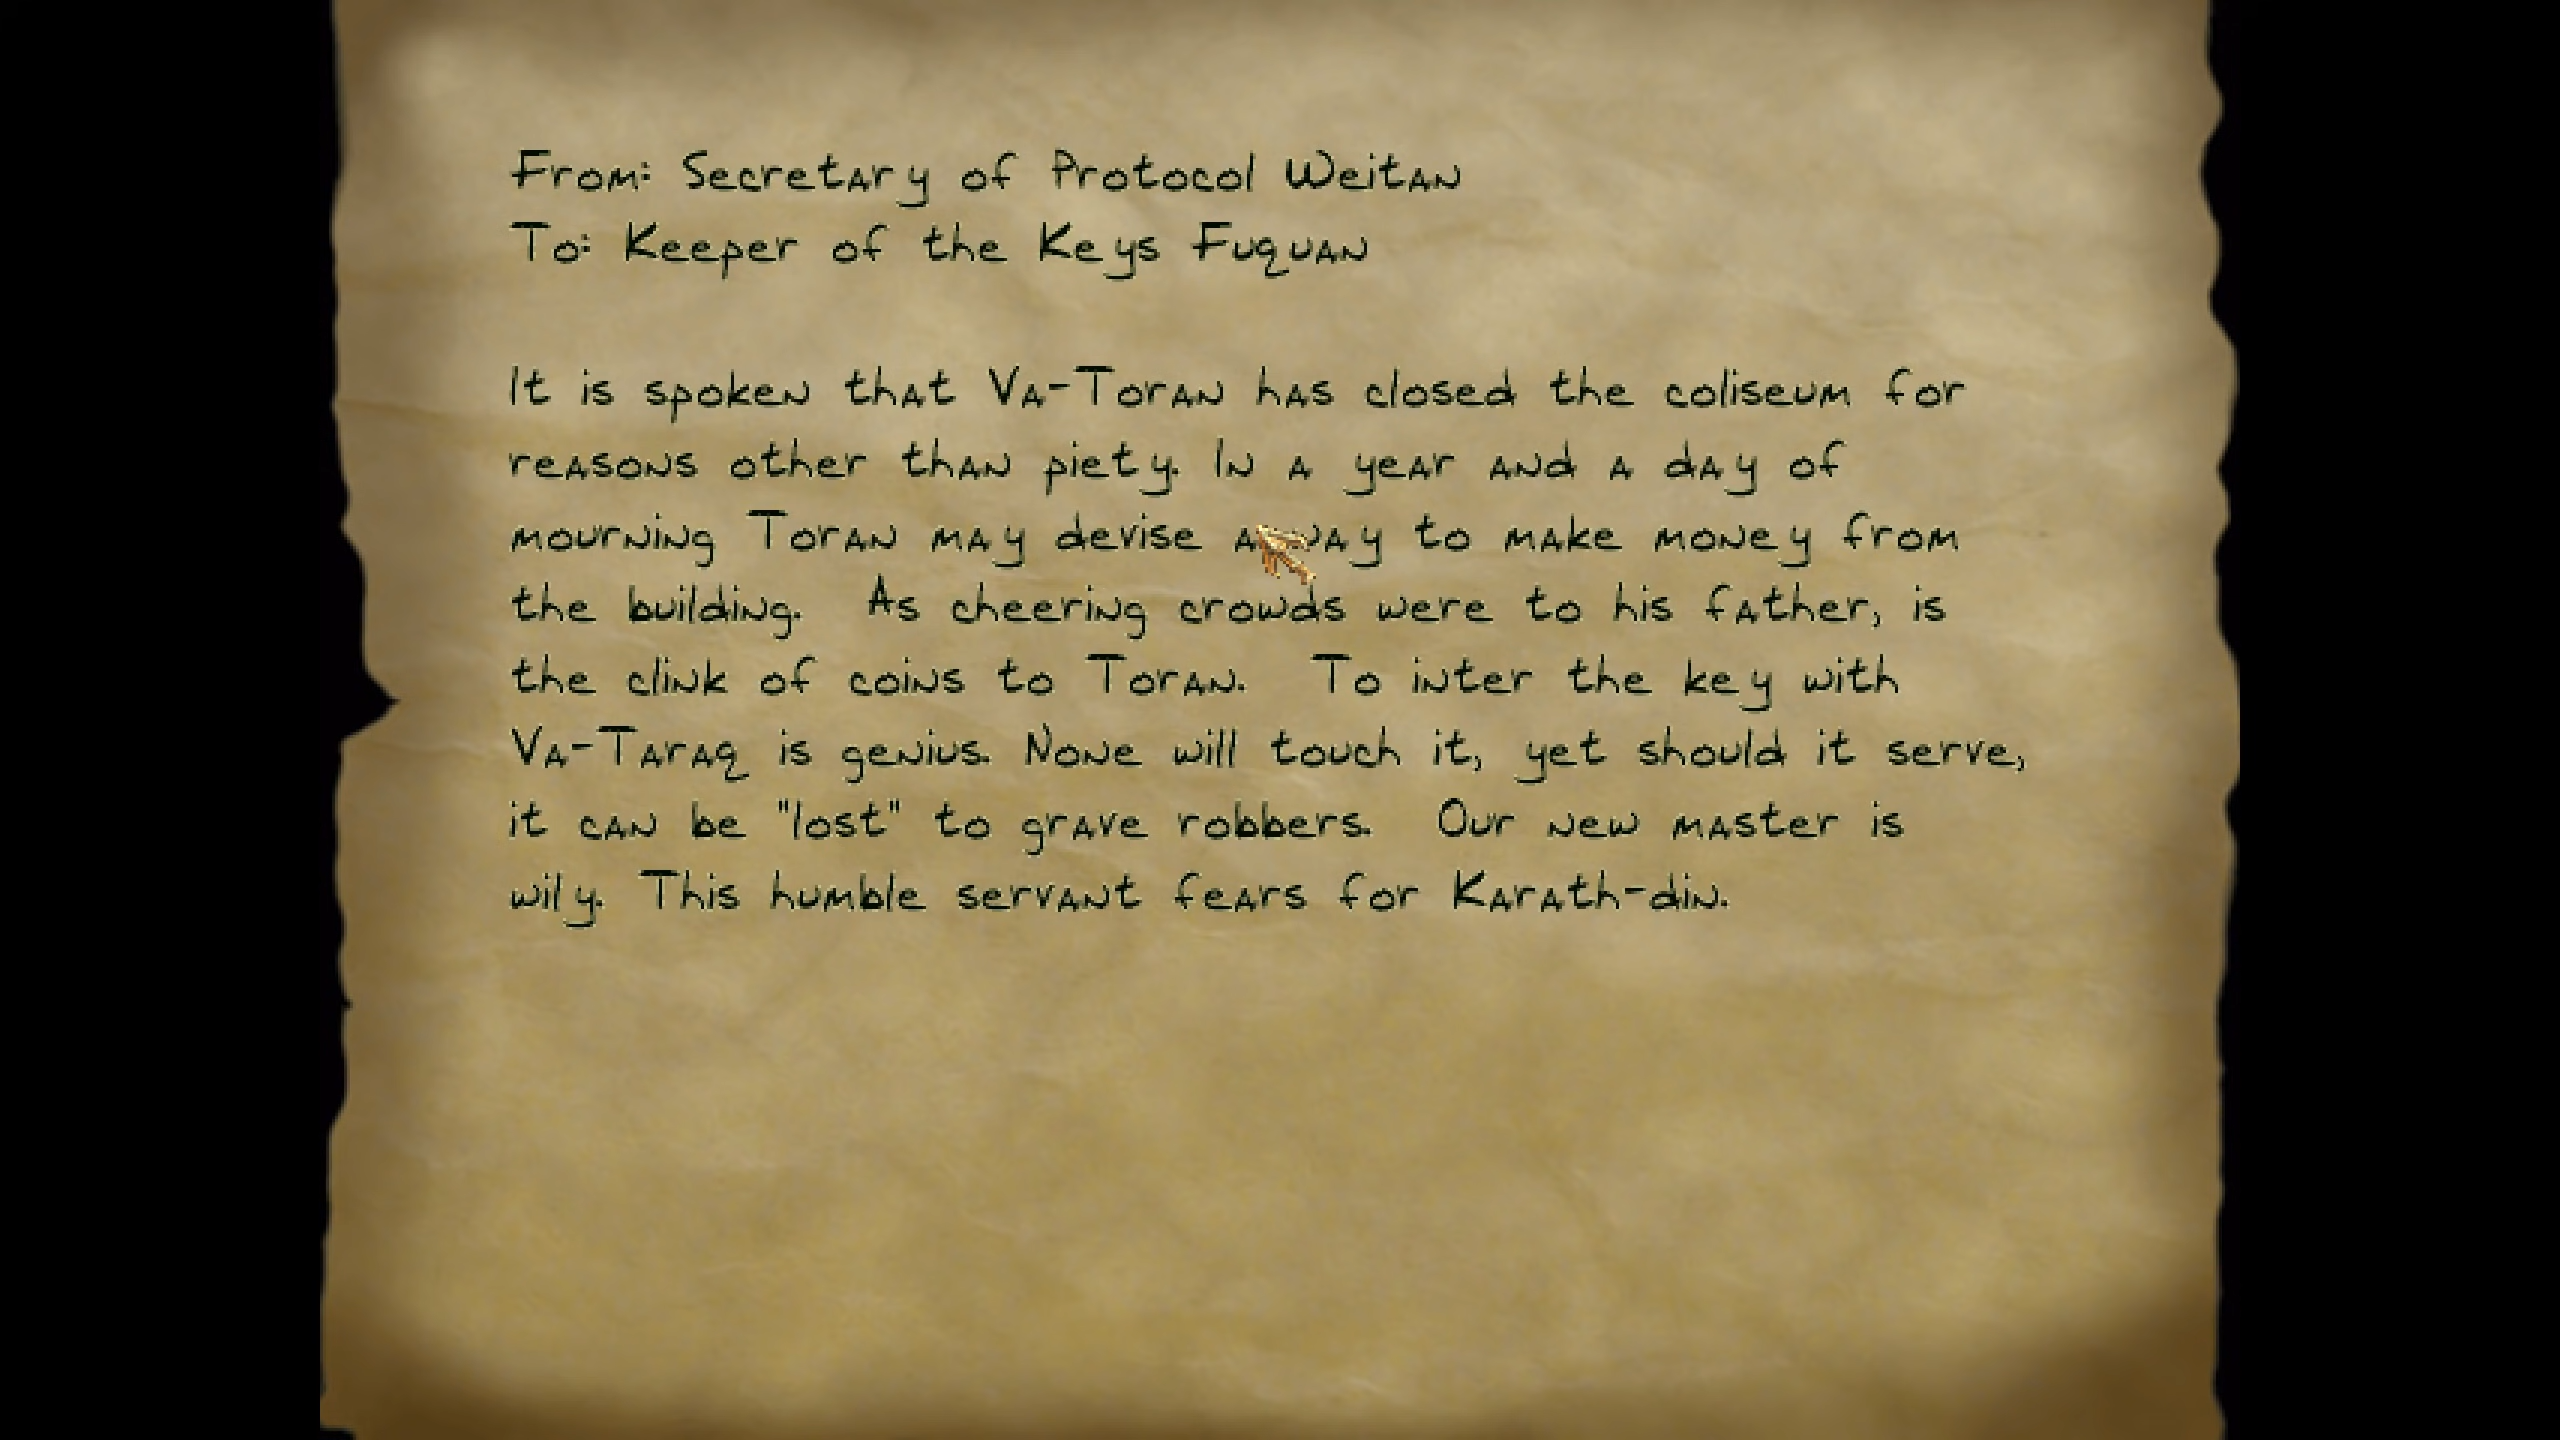 From: Secretary of Protocol Weitan
To: Keeper of the Keys Fuquan
It is spoken that Va-Toran has closed the coliseum for
reasons other than piety. In a year and a day of
mourning Toran may devise a way to make money from
the building. As cheering crowds were to his father, is
the clink of coins to Toran. To inter the key with
Va-Taraq is genius. None will touch it, yet should it serve,
it can be "lost" to grave robbers. Our new master is
wily. This humble servant fears for Karath-din.